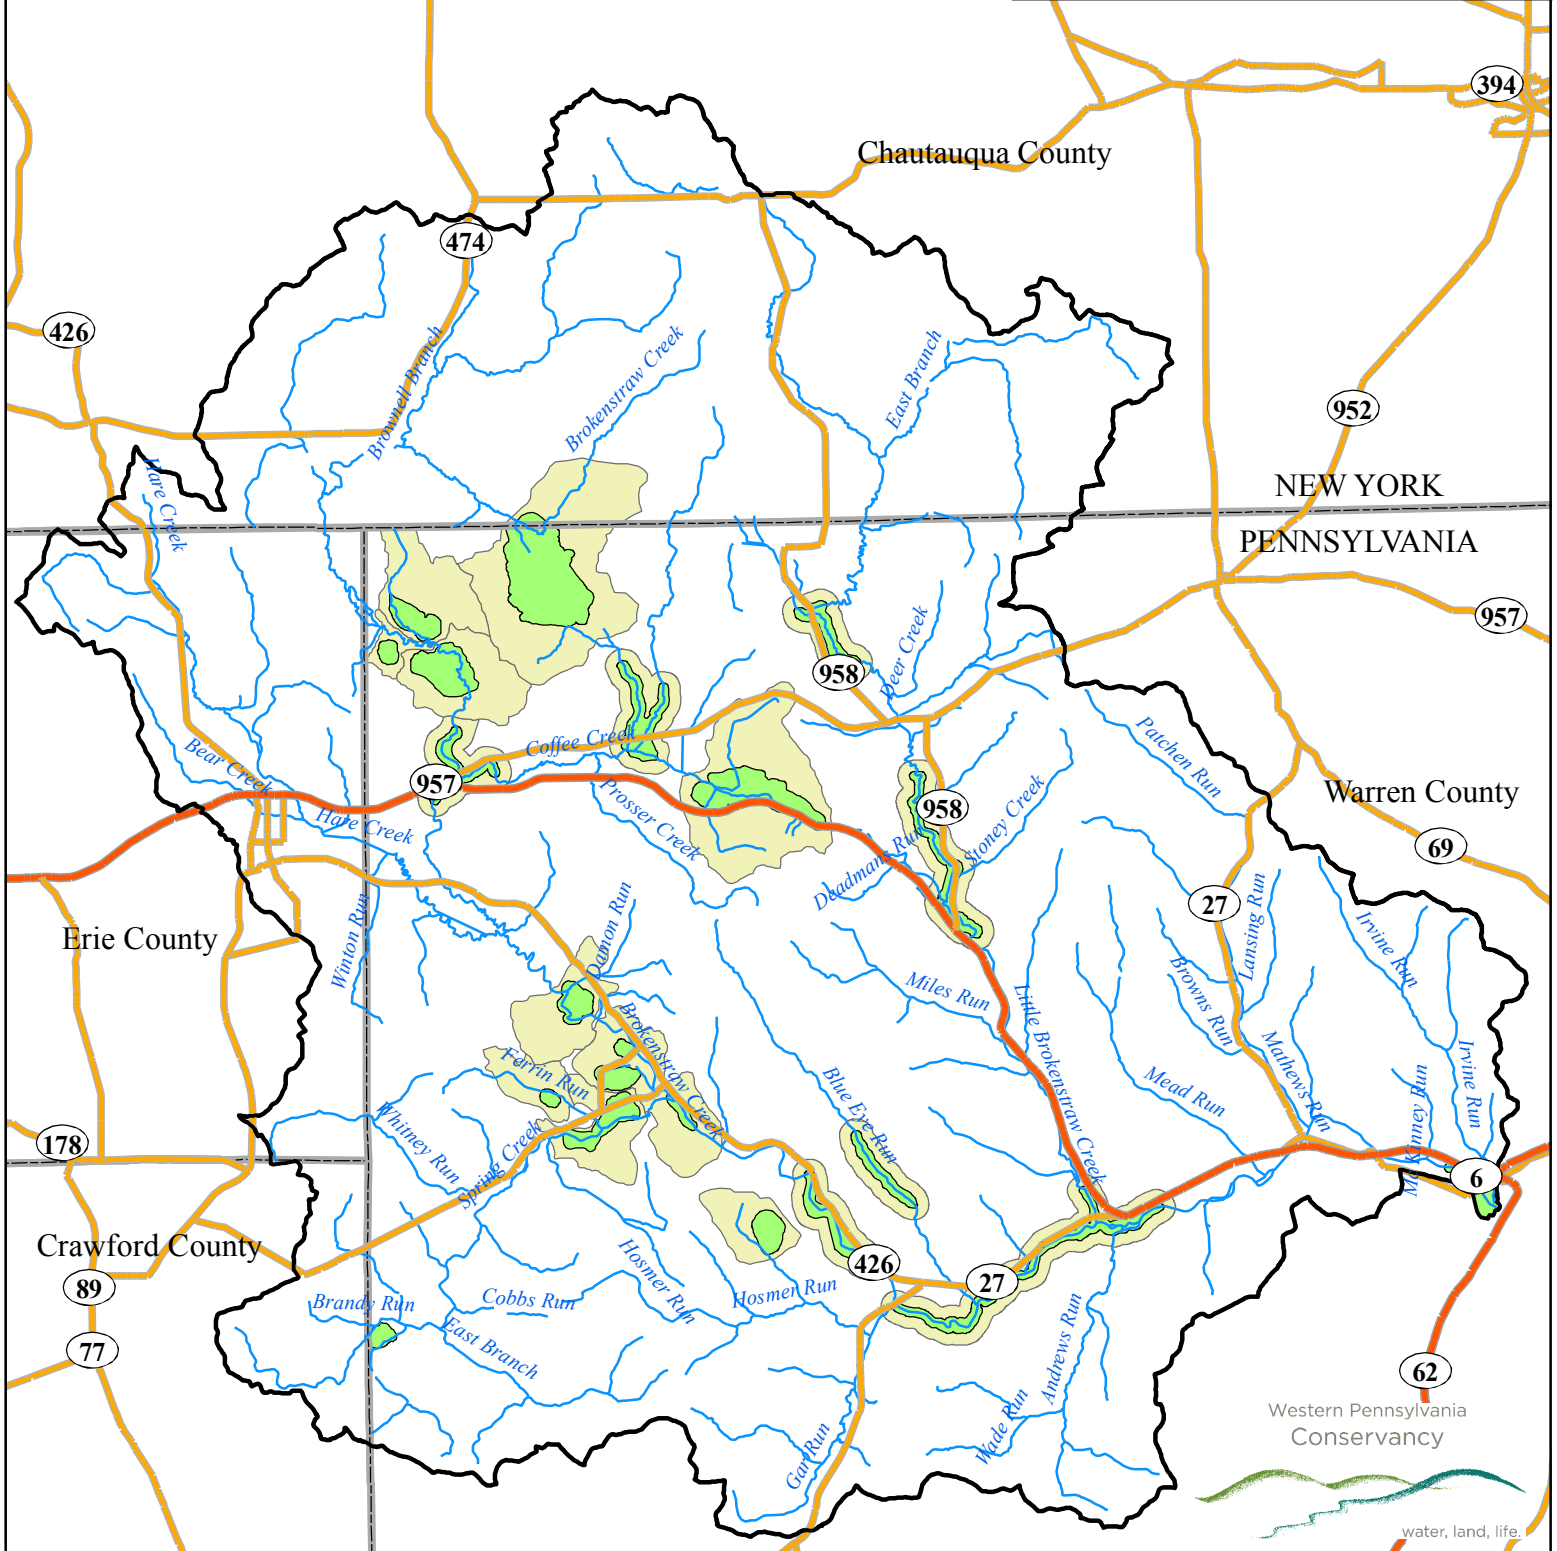 394
Chautauqua County
474
426
Brownell Branch
Brokenstraw Creek
East Branch
952
Hare Creek
NEW YORK
PENNSYLVANIA
957
958
Deer Creek
Patchen Run
Coffee Creek
Bear Creek
957
Warren County
Hare Creek
Prosser Creek
958
Stoney Creek
69
Deadmans Run
27
Lansing Run
Erie County
Winton Run
Damon Run
Irvine Run
Miles Run
Little Brokenstraw Creek
Browns Run
Brokenstraw Creek
Ferrin Run
Blue Eye Run
Mead Run
Mathews Run
Irvine Run
Whitney Run
178
Spring Creek
6
Crawford County
89
Hosmer Run
426
27
Brandy Run
Cobbs Run
Hosmer Run
East Branch
Andrews Run
77
62
Wade Run
Gar Run
Western Pennsylvania
Conservancy
water, land, life.